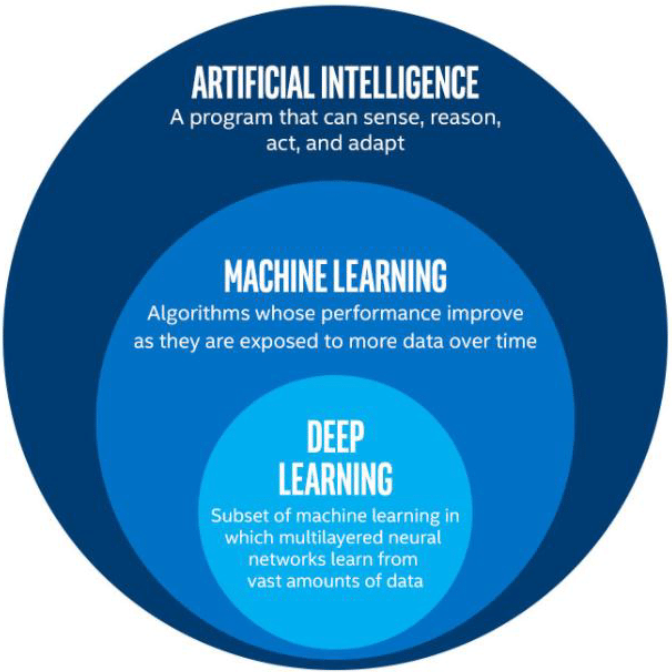 ARTIFICIAL INTELLIGENCE
A program that can sense, reason,
act, and adapt
MACHINE LEARNING
Algorithms whose performance improve
as they are exposed to more data over time
DEEP
LEARNING
Subset of machine learning in
which multilayered neural
networks learn from
vast amounts of data